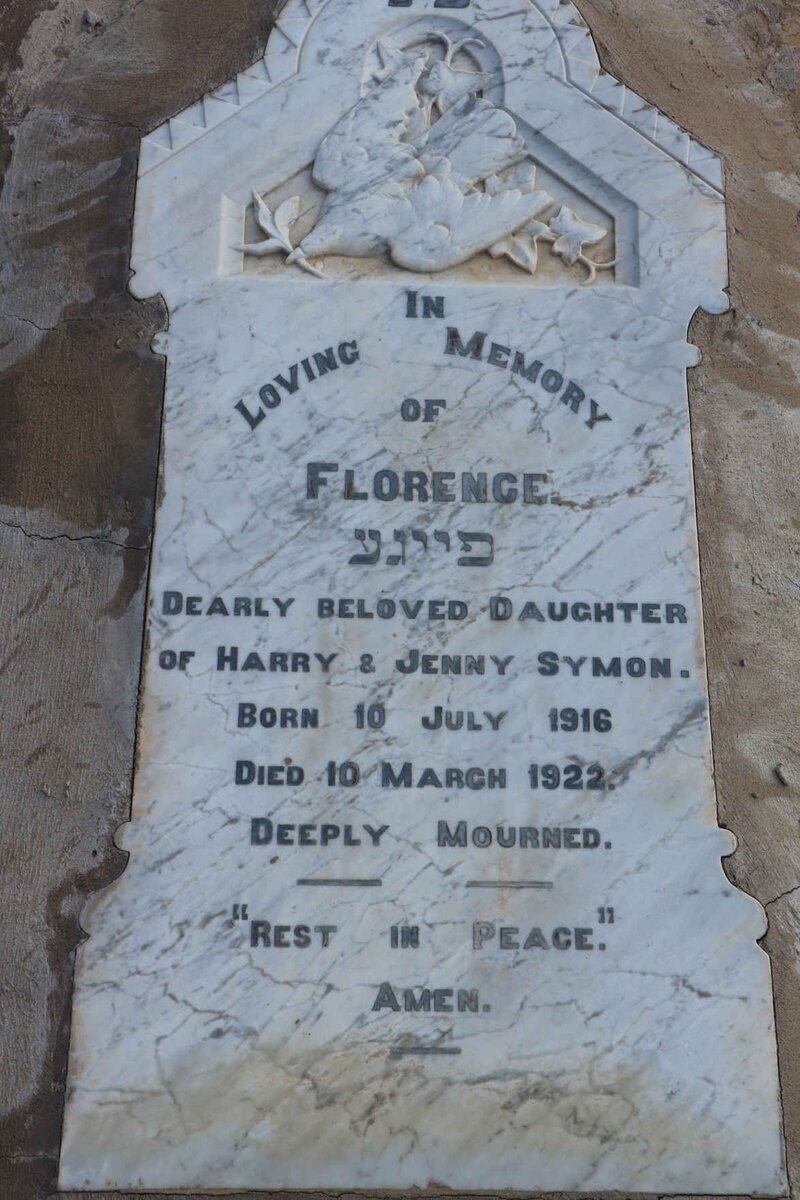 IN
LOVING MEMORY
OF
FLORENCE.
פייגע
DEARLY BELOVED DAUGHTER
OF HARRY & JENNY SYMON.
BORN 10 JULY 1916
DIED 10 MARCH 1922.
DEEPLY MOURNED.
"REST IN PEACE."
AMEN.